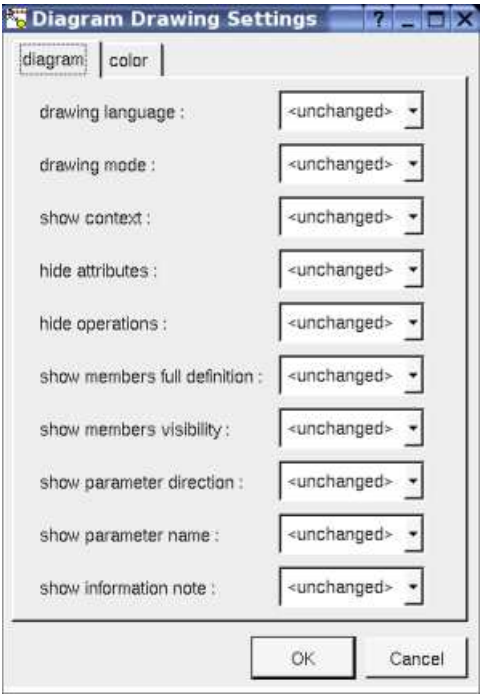 Diagram Drawing Settings ?
diagram color
drawing language : <unchanged>
drawing mode : <unchanged>
show context : <unchanged>
hide attributes : <unchanged>
hide operations : <unchanged>
show members full definition : <unchanged>
show members visibility : <unchanged>
show parameter direction : <unchanged>
show parameter name : <unchanged>
show information note : <unchanged>
OK Cancel